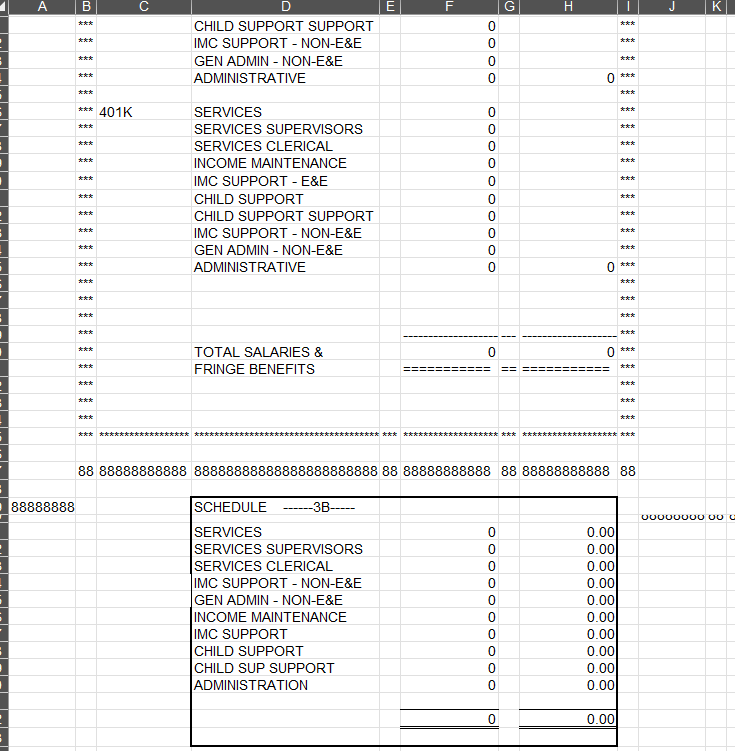 A B C D E F G H I J K
*** CHILD SUPPORT SUPPORT 0 ***
*** IMC SUPPORT - NON-E&E 0 ***
*** GEN ADMIN - NON-E&E 0 ***
*** ADMINISTRATIVE 0 0 ***
*** ***
*** 401K SERVICES 0 ***
*** SERVICES SUPERVISORS 0 ***
*** SERVICES CLERICAL 0 ***
*** INCOME MAINTENANCE 0 ***
*** IMC SUPPORT - E&E 0 ***
*** CHILD SUPPORT 0 ***
*** CHILD SUPPORT SUPPORT 0 ***
*** IMC SUPPORT - NON-E&E 0 ***
*** GEN ADMIN - NON-E&E 0 ***
*** ADMINISTRATIVE 0 0 ***
*** ***
*** ***
*** ***
*** ------------------- --- ------------------- ***
*** TOTAL SALARIES & 0 0 ***
*** FRINGE BENEFITS =========== == =========== ***
*** ***
*** ***
*** ***
*** ****************** ************************************* *** ******************* *** ******************* ***
88 88888888888 88888888888888888888888 88 88888888888 88 88888888888 88
88888888 SCHEDULE ------3B-----
SERVICES 0 0.00
SERVICES SUPERVISORS 0 0.00
SERVICES CLERICAL 0 0.00
IMC SUPPORT - NON-E&E 0 0.00
GEN ADMIN - NON-E&E 0 0.00
INCOME MAINTENANCE 0 0.00
IMC SUPPORT 0 0.00
CHILD SUPPORT 0 0.00
CHILD SUP SUPPORT 0 0.00
ADMINISTRATION 0 0.00
0 0.00